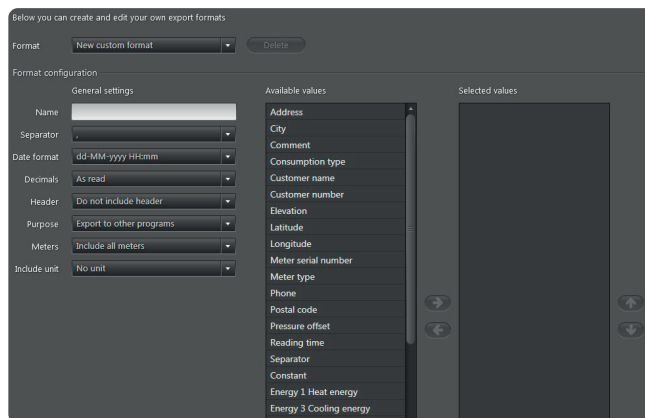 Below you can create and edit your own export formats
Format New custom format Delete
Format configuration
General settings Available values Selected values
Name
Separator ,
Date format dd-MM-yyyy HH:mm
Decimals As read
Header Do not include header
Purpose Export to other programs
Meters Include all meters
Include unit No unit
Address
City
Comment
Consumption type
Customer name
Customer number
Elevation
Latitude
Longitude
Meter serial number
Meter type
Phone
Postal code
Pressure offset
Reading time
Separator
Constant
Energy 1 Heat energy
Energy 3 Cooling energy